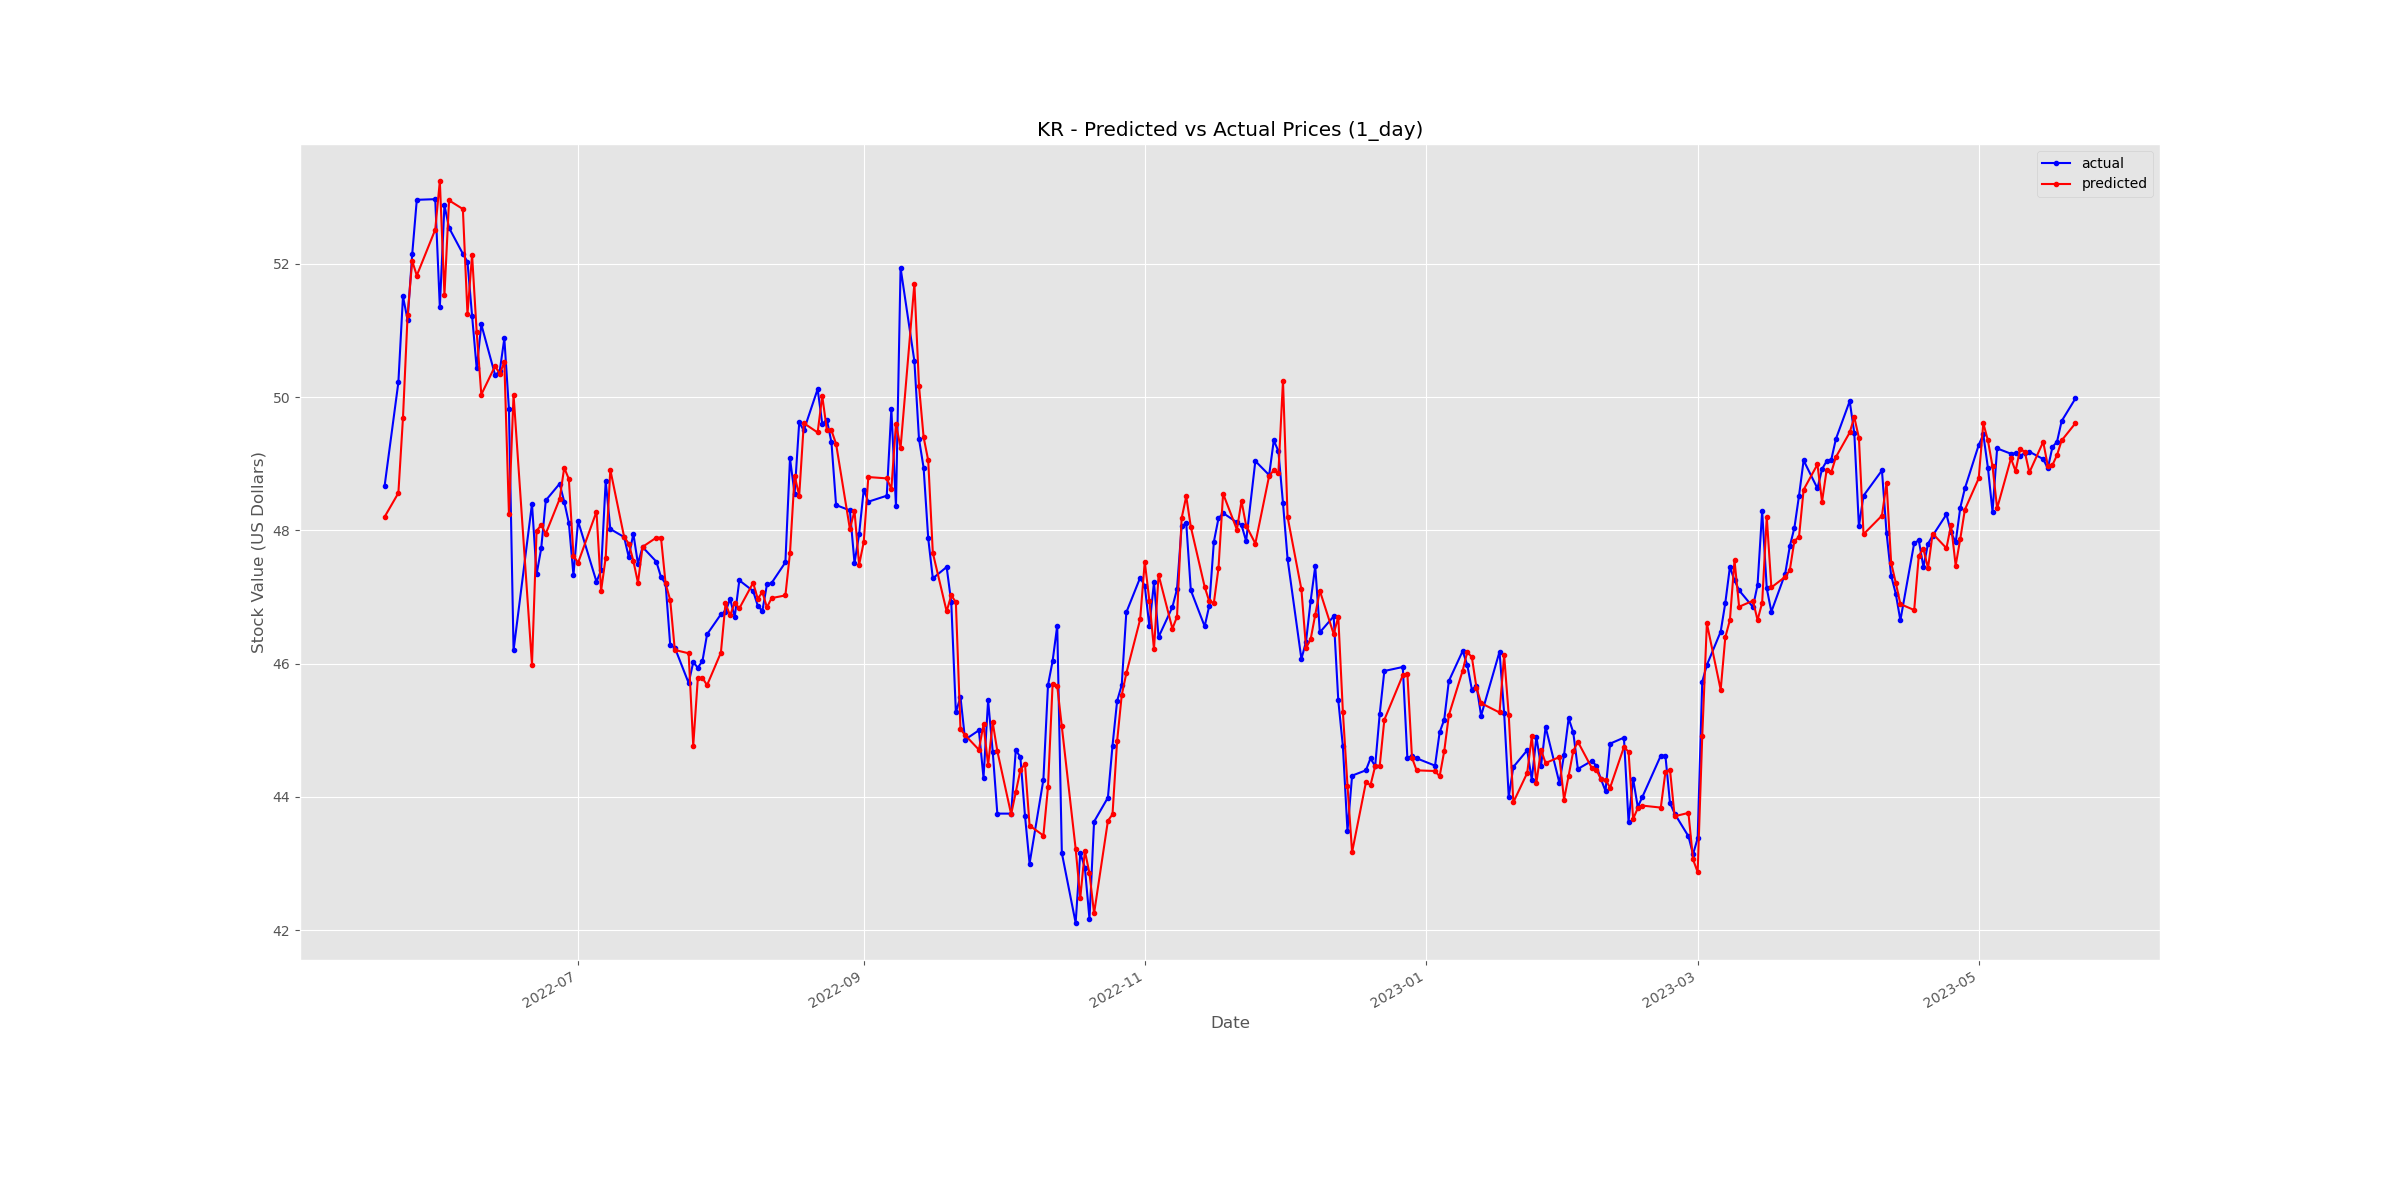 KR - Predicted vs Actual Prices (1_day)
actual
predicted
Stock Value (US Dollars)
52
50
48
46
44
42
2022-07
2022-09
2022-11
2023-01
2023-03
2023-05
Date